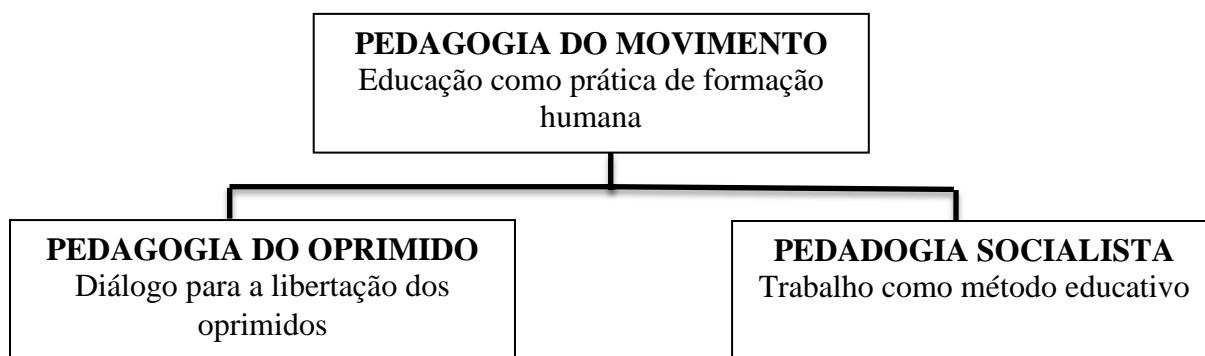 PEDAGOGIA DO MOVIMENTO
Educação como prática de formação
humana
PEDAGOGIA DO OPRIMIDO
Diálogo para a libertação dos
oprimidos
PEDADOGIA SOCIALISTA
Trabalho como método educativo